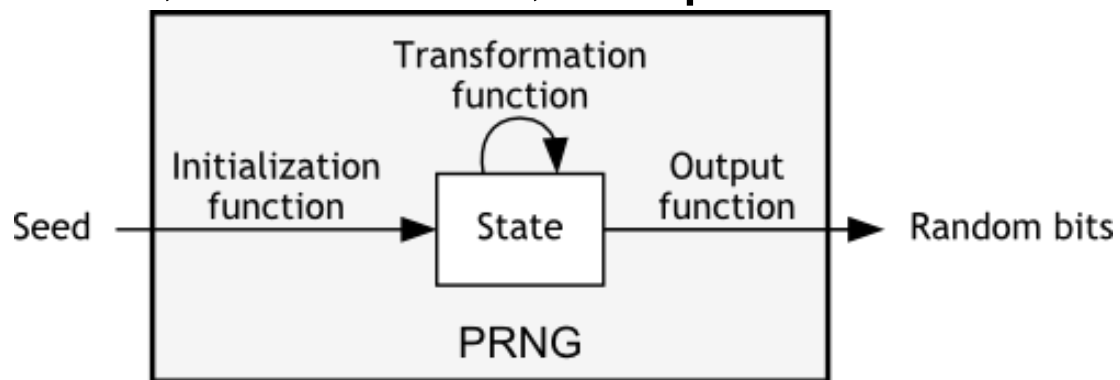 Transformation
function
Initialization
function
Output
function
Seed
State
Random bits
PRNG